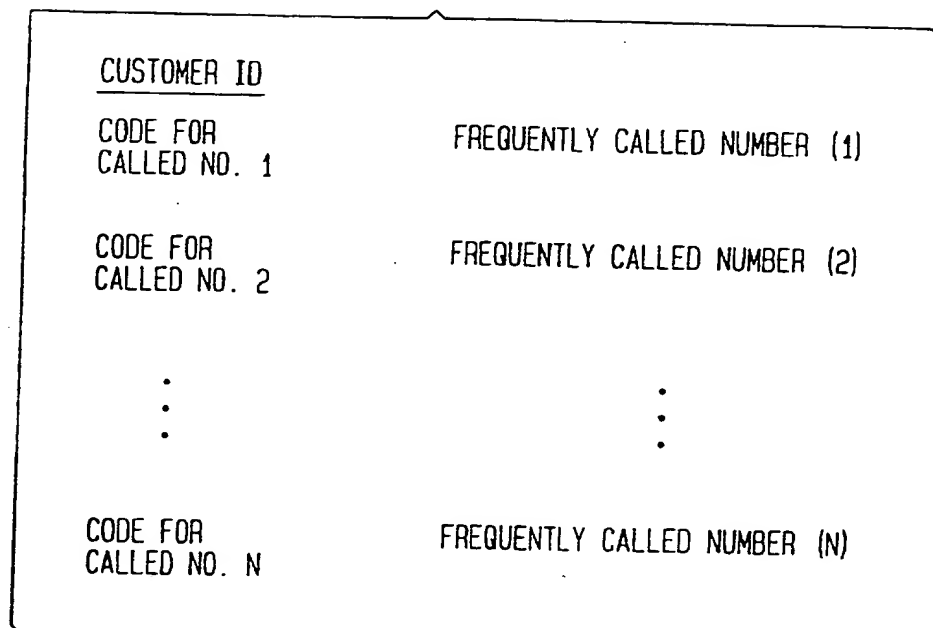 CUSTOMER ID
CODE FOR
CALLED NO. 1
FREQUENTLY CALLED NUMBER (1)
CODE FOR
CALLED NO. 2
FREQUENTLY CALLED NUMBER (2)
CODE FOR
CALLED NO. N
FREQUENTLY CALLED NUMBER (N)